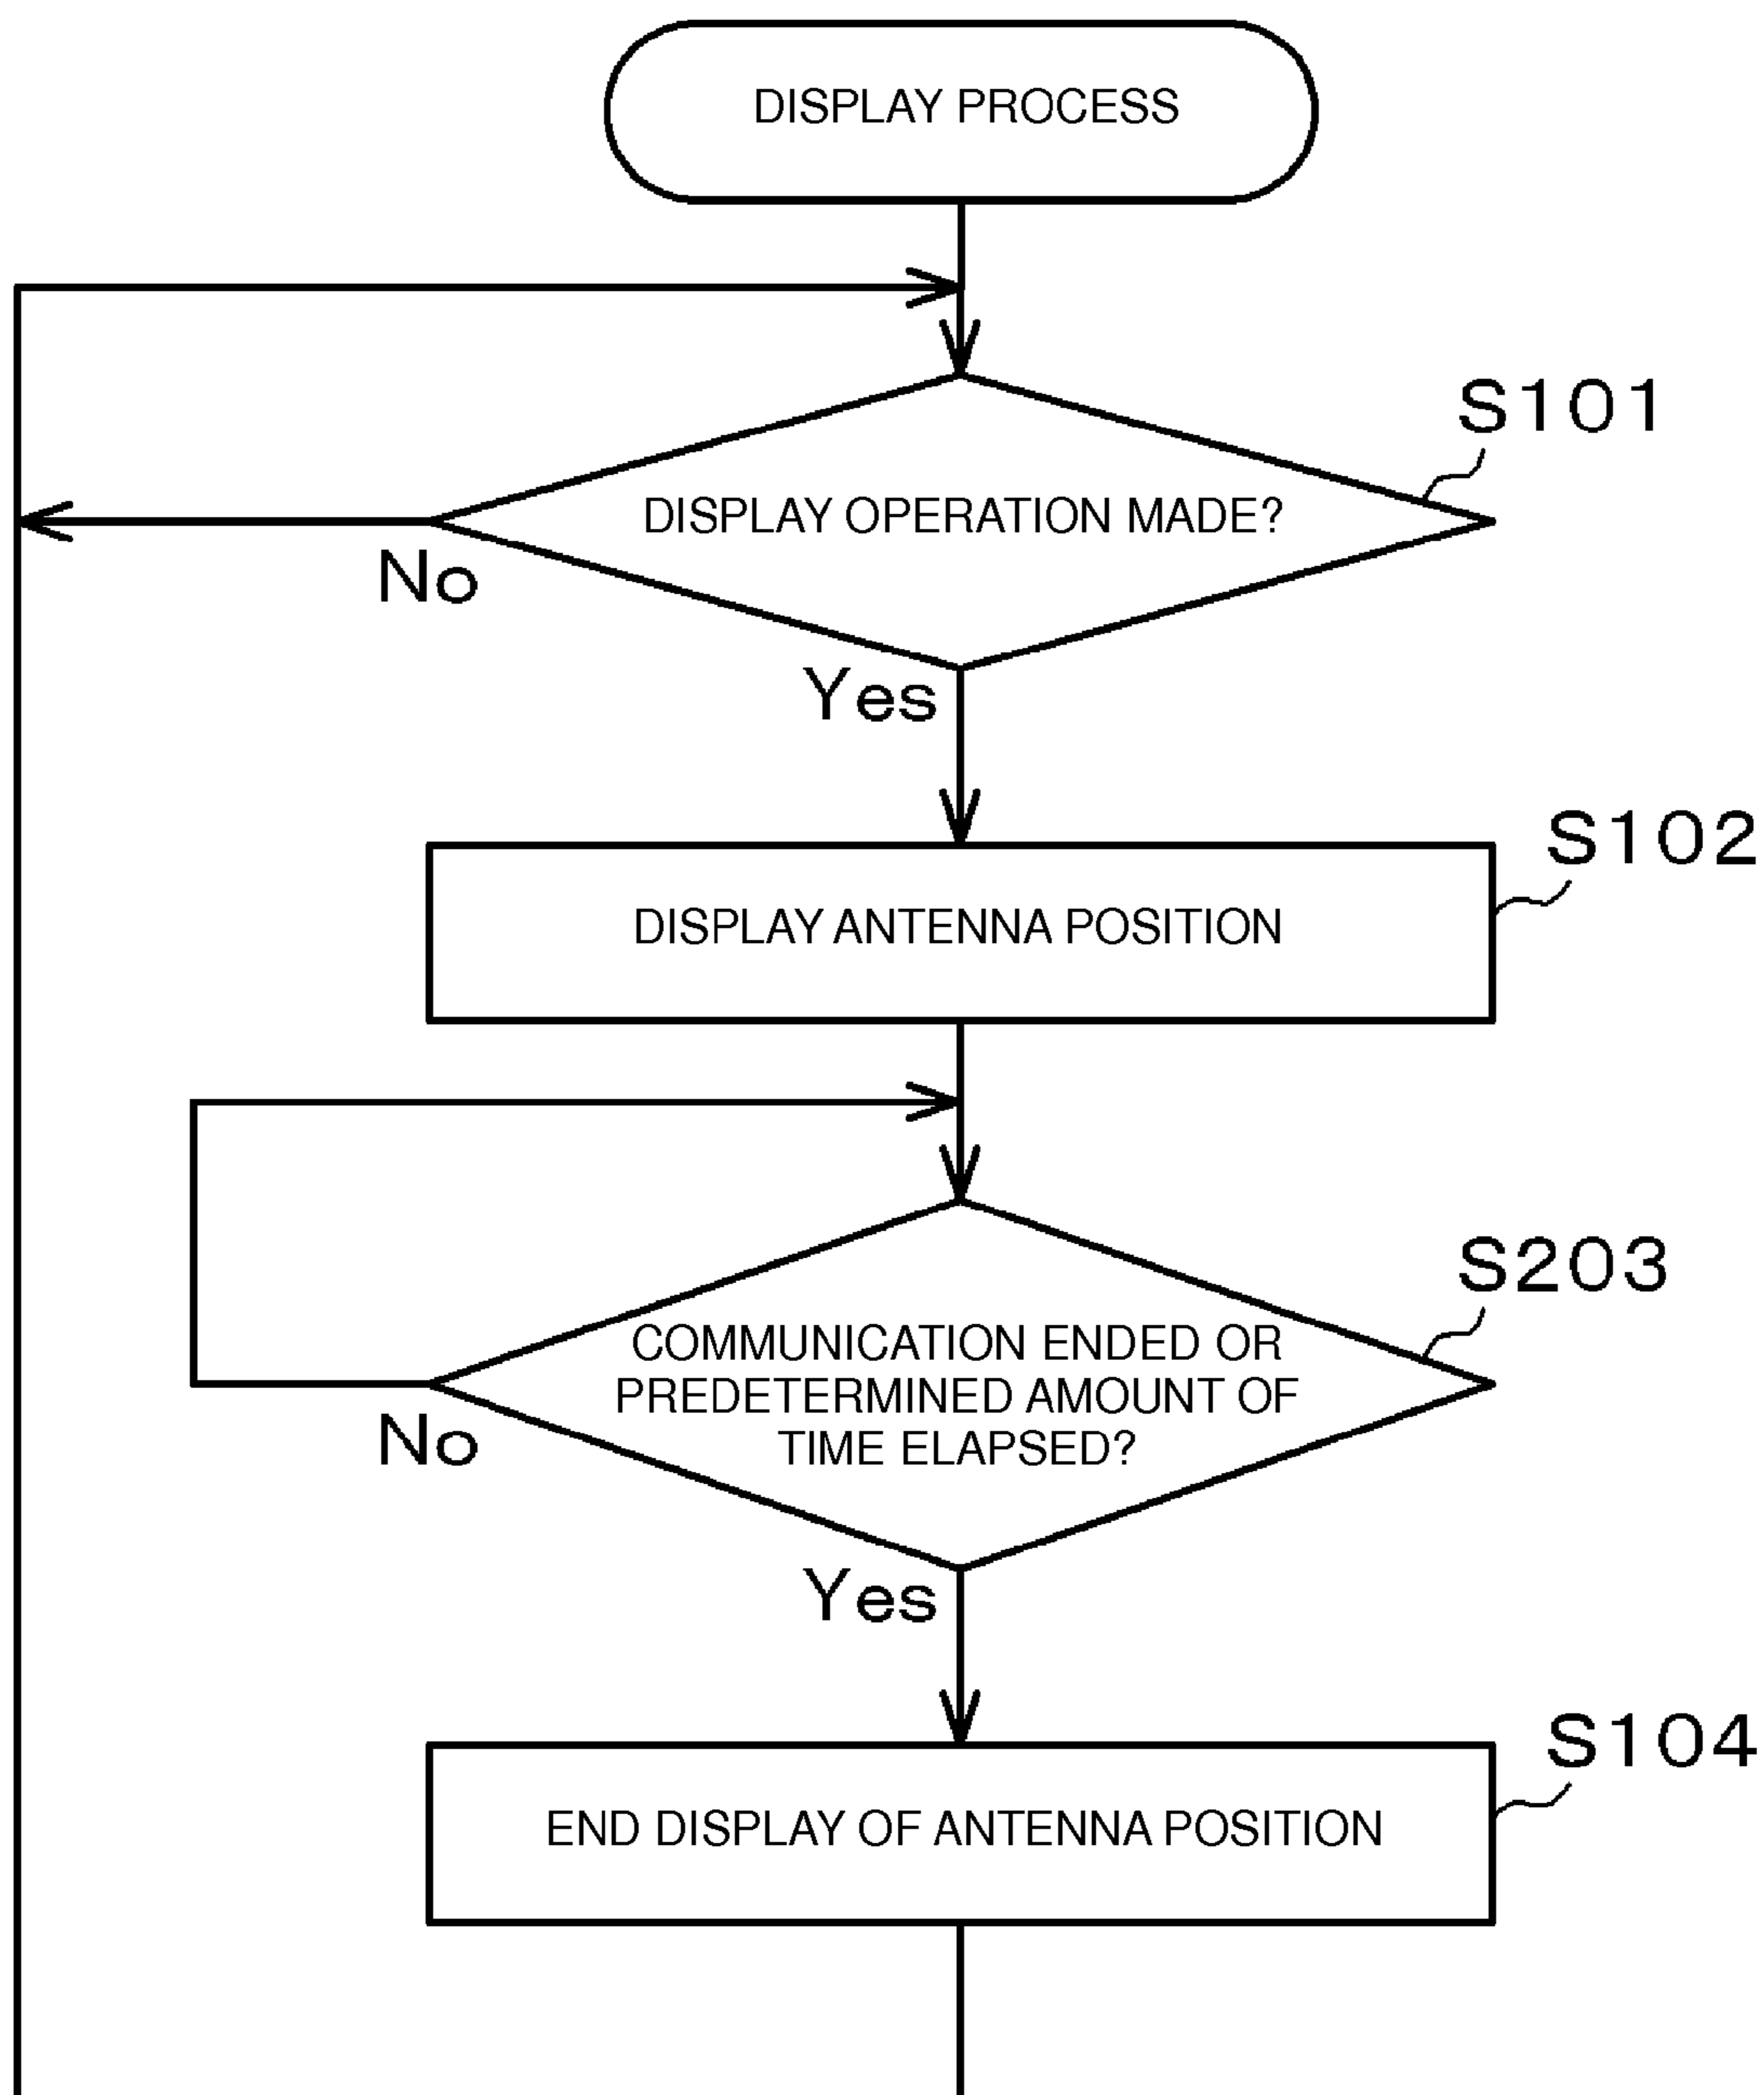 DISPLAY PROCESS
S101
DISPLAY OPERATION MADE?
No
Yes
S102
DISPLAY ANTENNA POSITION
S203
COMMUNICATION ENDED OR
PREDETERMINED AMOUNT OF
TIME ELAPSED?
No
Yes
S104
END DISPLAY OF ANTENNA POSITION